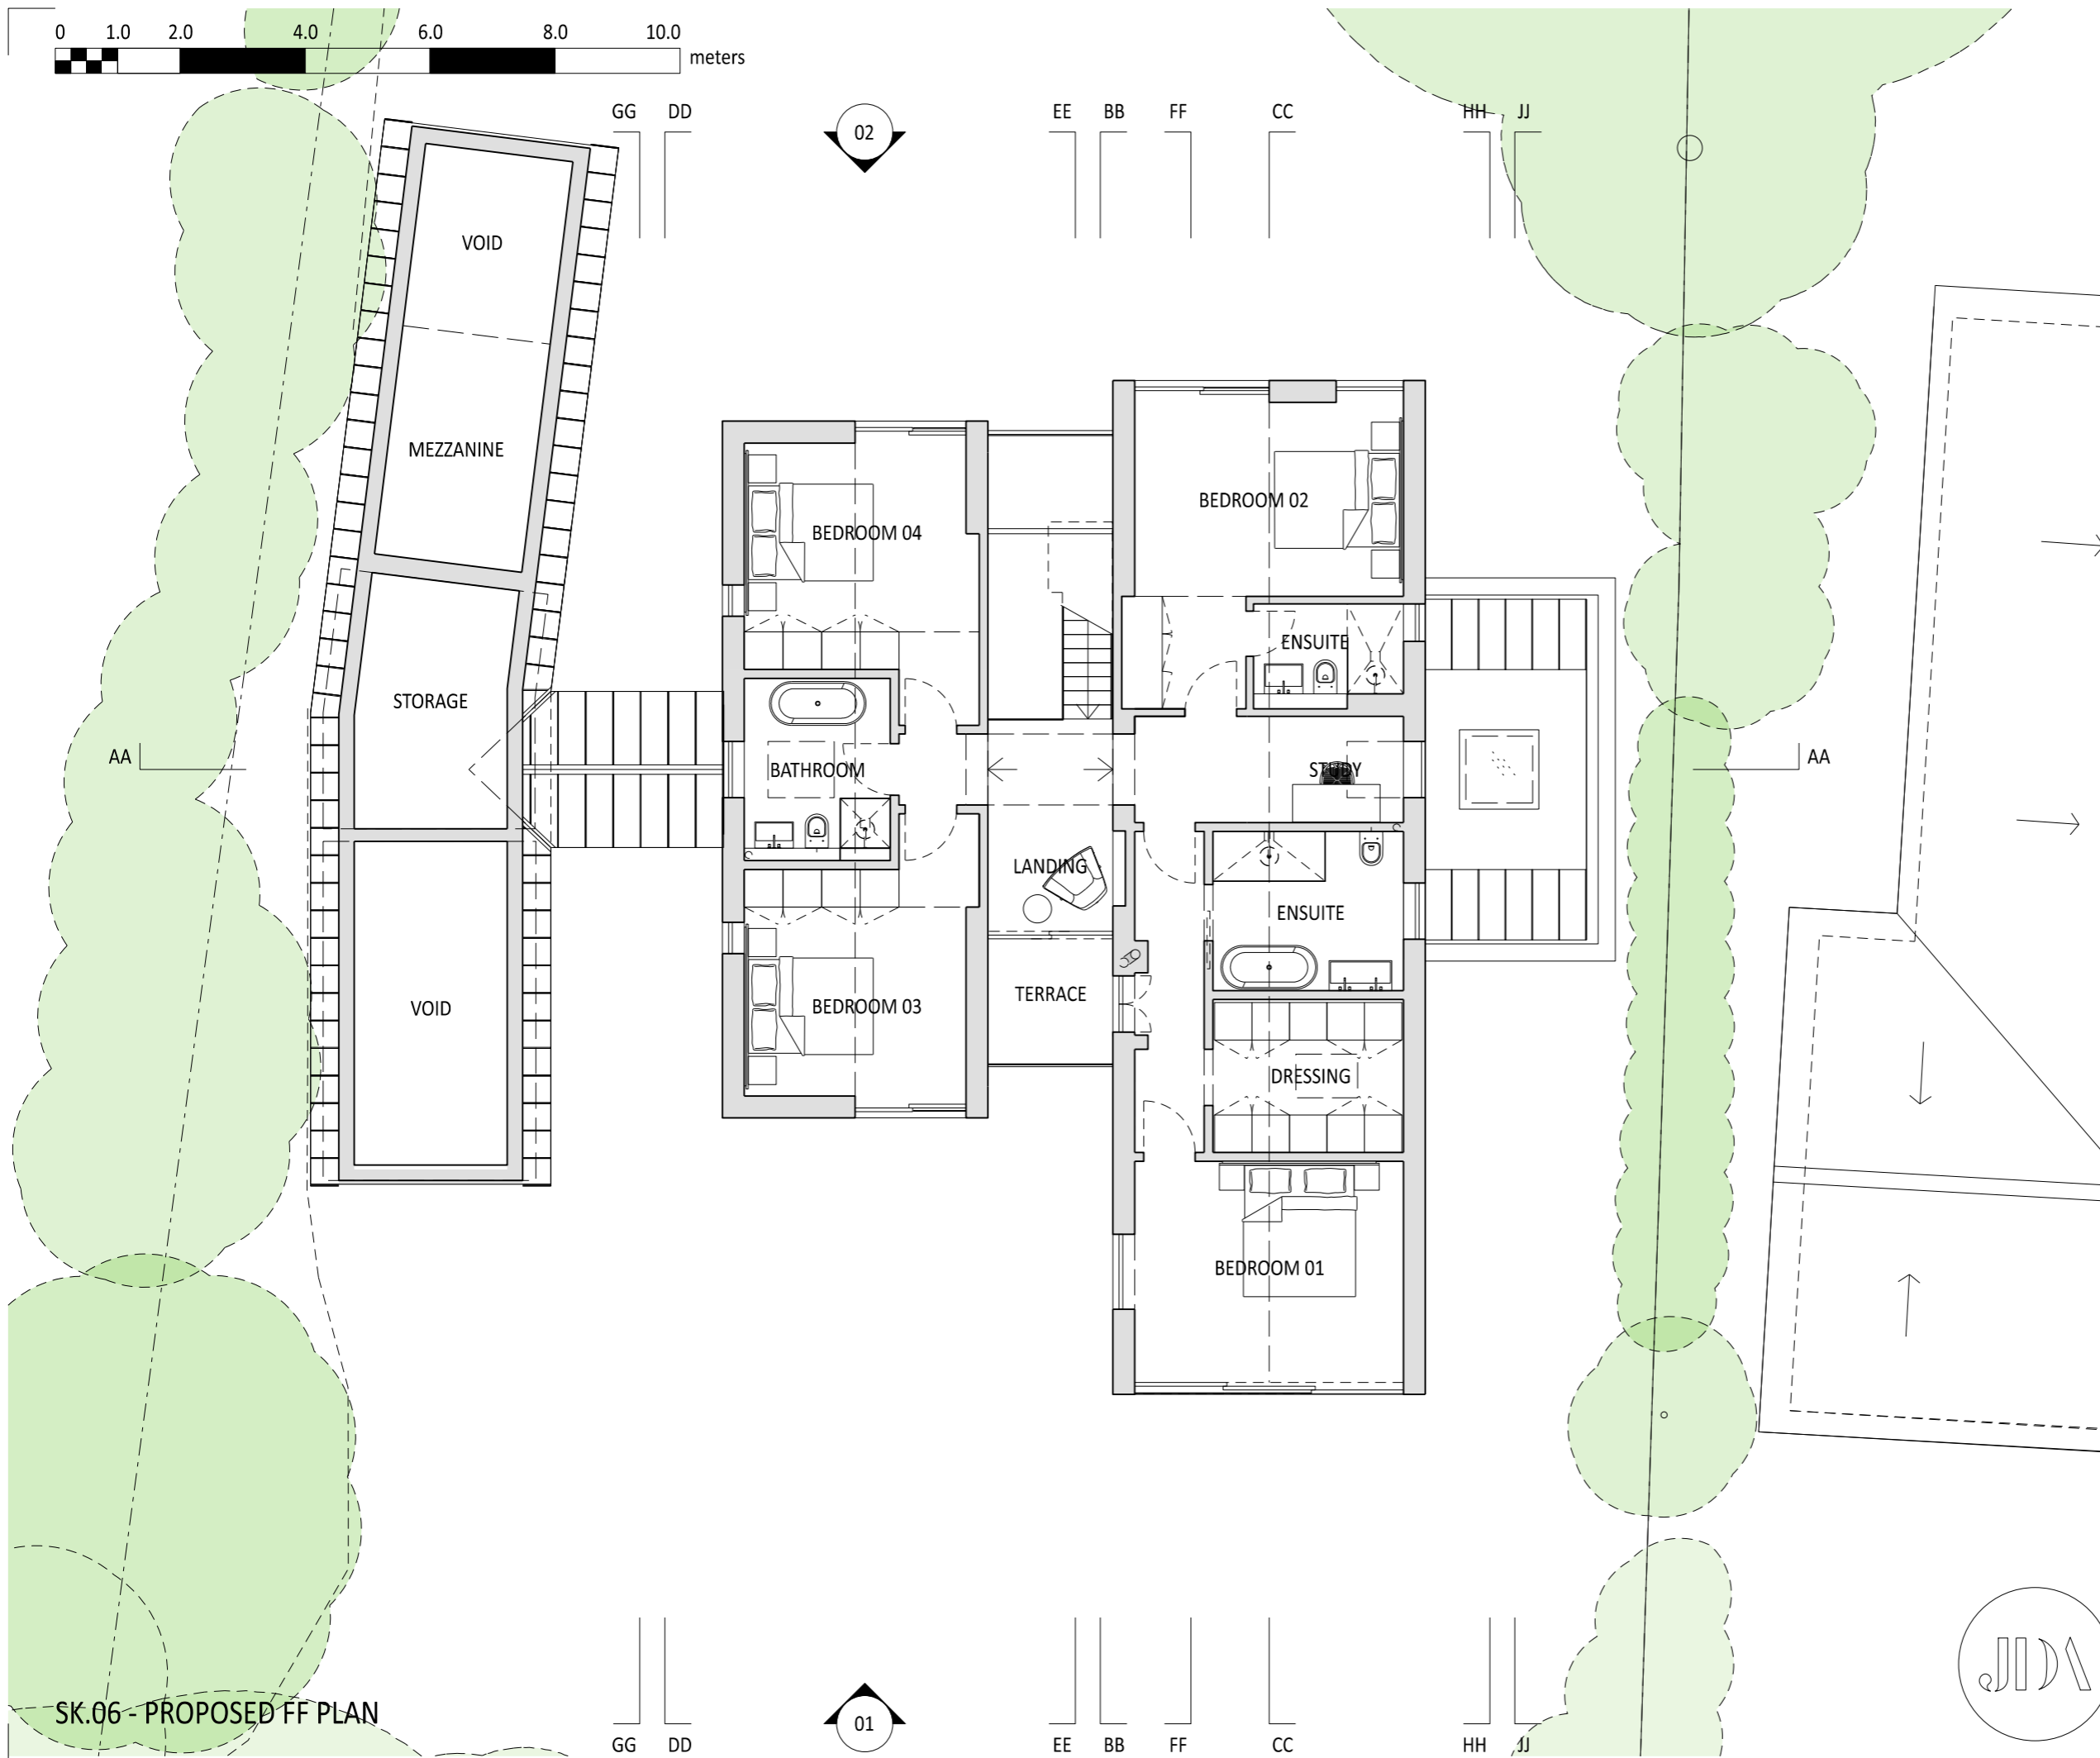 0 1.0 2.0 4.0 6.0 8.0 10.0
meters
GG DD 02 EE BB FF CC HH JJ
VOID
MEZZANINE
BEDROOM 04
BEDROOM 02
ENSUITE
STORAGE
AA
BATHROOM
STUDY
AA
LANDING
ENSUITE
VOID
BEDROOM 03
TERRACE
DRESSING
BEDROOM 01
JDA
SK.06 - PROPOSED FF PLAN
01
GG DD EE BB FF CC HH JJ